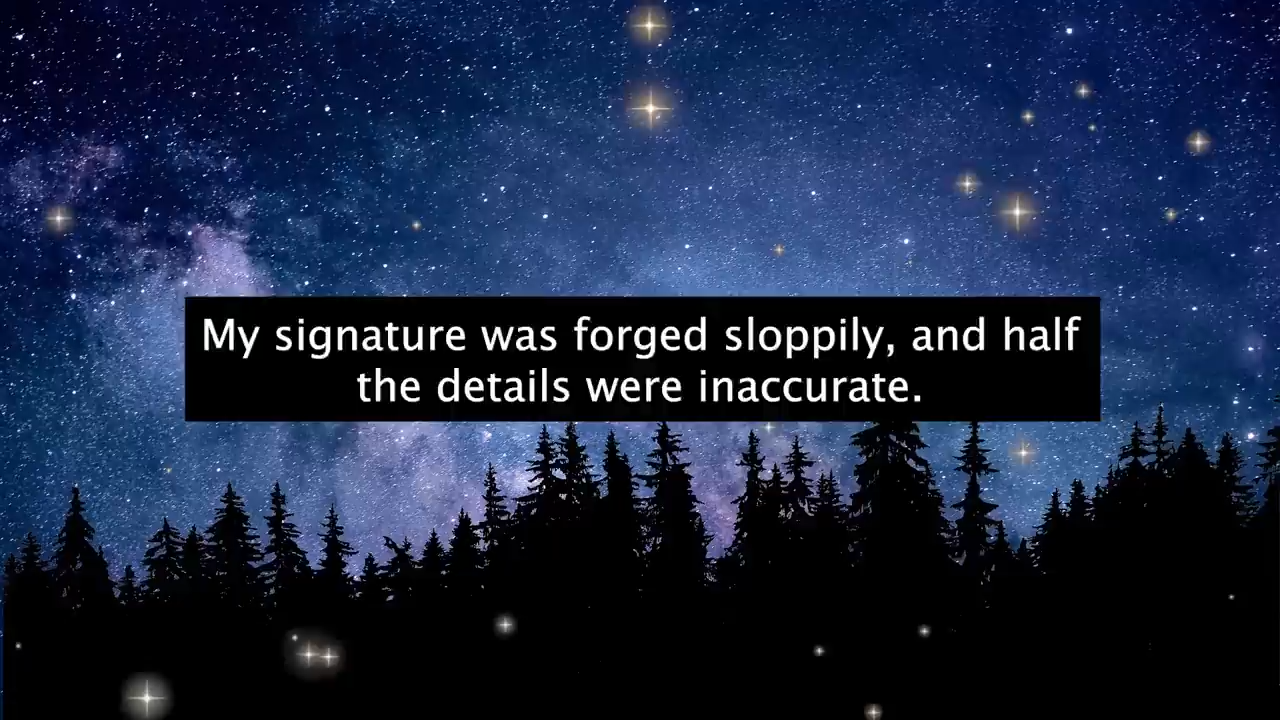 My signature was forged sloppily, and half
the details were inaccurate.